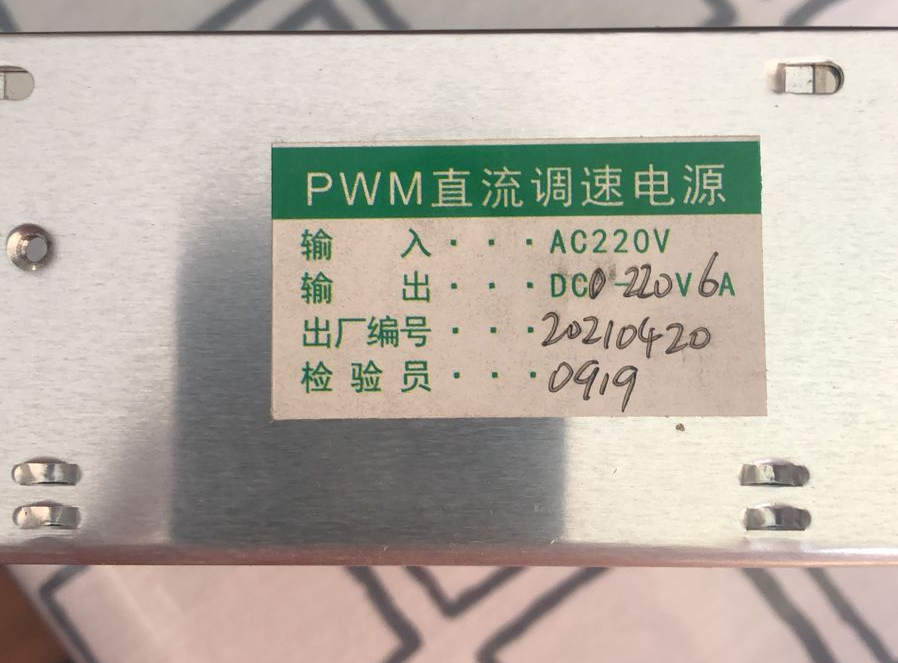 PWM直流调速电源
输 入···AC220V
输 出···DC0-220V6A
出厂编号···20210420
检验员···0919